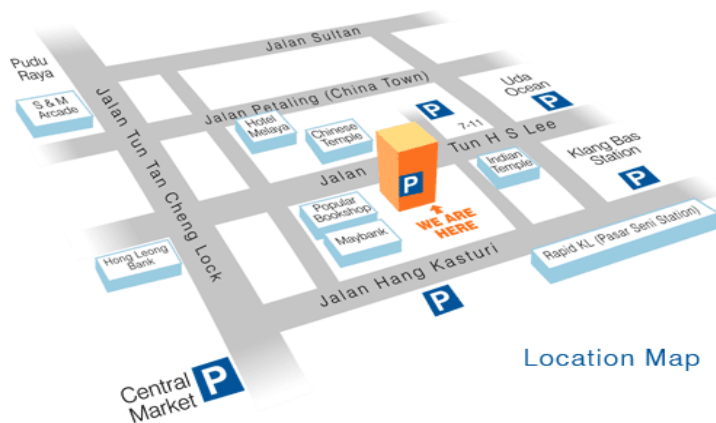 Jalan Sultan
Pudu
Raya
S & M
Arcade
Jalan Petaling (China Town)
Uda
Ocean
P
P
Hotel
Melaya
Chinese
Temple
7-11
Jalan Tun Tan Cheng Lock
Jalan Tun H S Lee
Indian
Temple
Klang Bas
Station
P
P
Popular
Bookshop
Maybank
WE ARE
HERE
Hong Leong
Bank
Rapid KL (Pasar Seni Station)
Jalan Hang Kasturi
P
Location Map
Central
Market
P